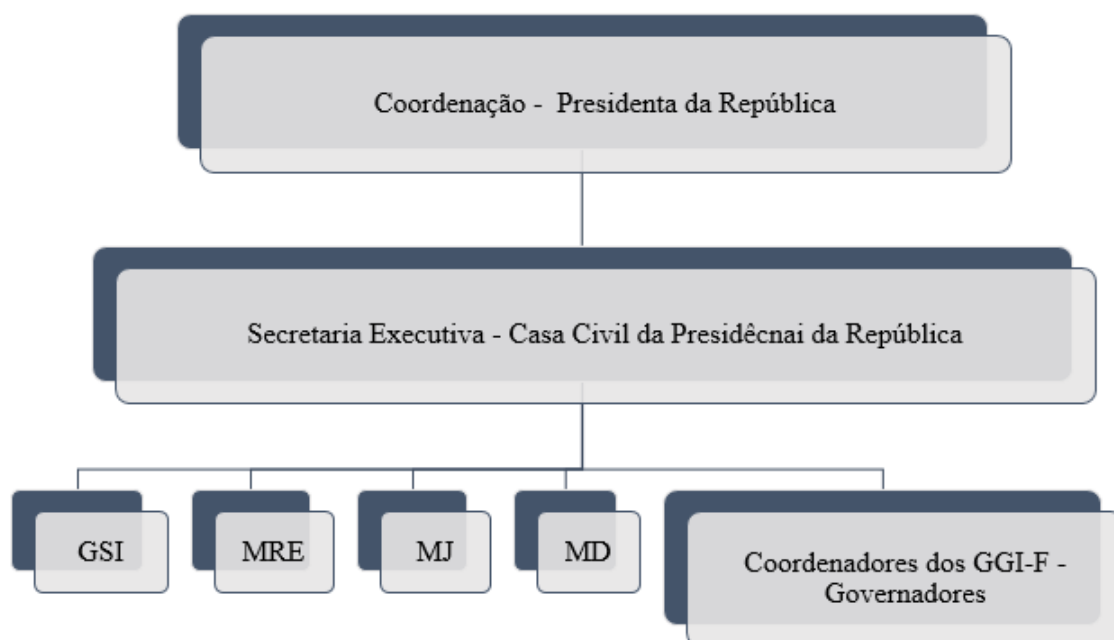 Coordenação -  Presidenta da República
Secretaria Executiva - Casa Civil da Presidêcnai da República
GSI
MRE
MJ
MD
Coordenadores dos GGI-F -
Governadores